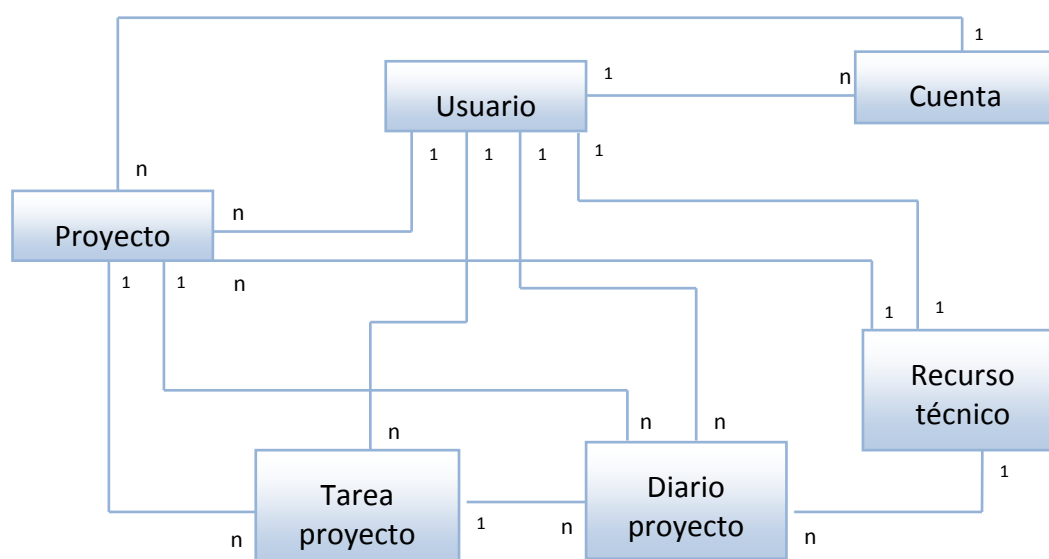 1
1
n
Cuenta
Usuario
1
1
1
1
n
n
Proyecto
1
1
n
1
1
Recurso
técnico
n
n
n
1
Tarea
proyecto
Diario
proyecto
1
n
n
n